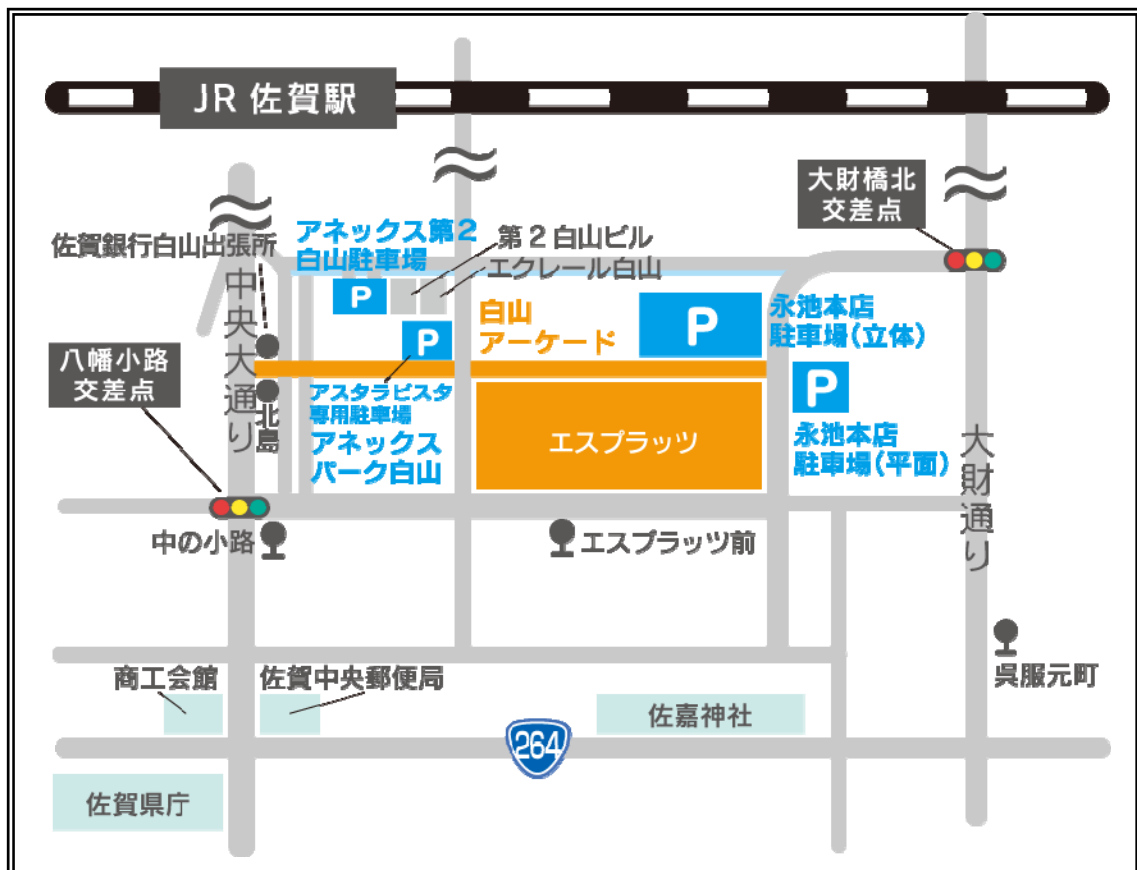 JR 佐賀駅
大財橋北
交差点
佐賀銀行白山出張所
アネックス第2
白山駐車場
第2白山ビル
エクレール白山
中央大通り
P
P
白山
アーケード
P
永池本店
駐車場(立体)
八幡小路
交差点
北島
アスタラビスタ
専用駐車場
アネックス
パーク白山
エスプラッツ
P
永池本店
駐車場(平面)
大財通り
中の小路
エスプラッツ前
呉服元町
商工会館
佐賀中央郵便局
佐嘉神社
264
佐賀県庁